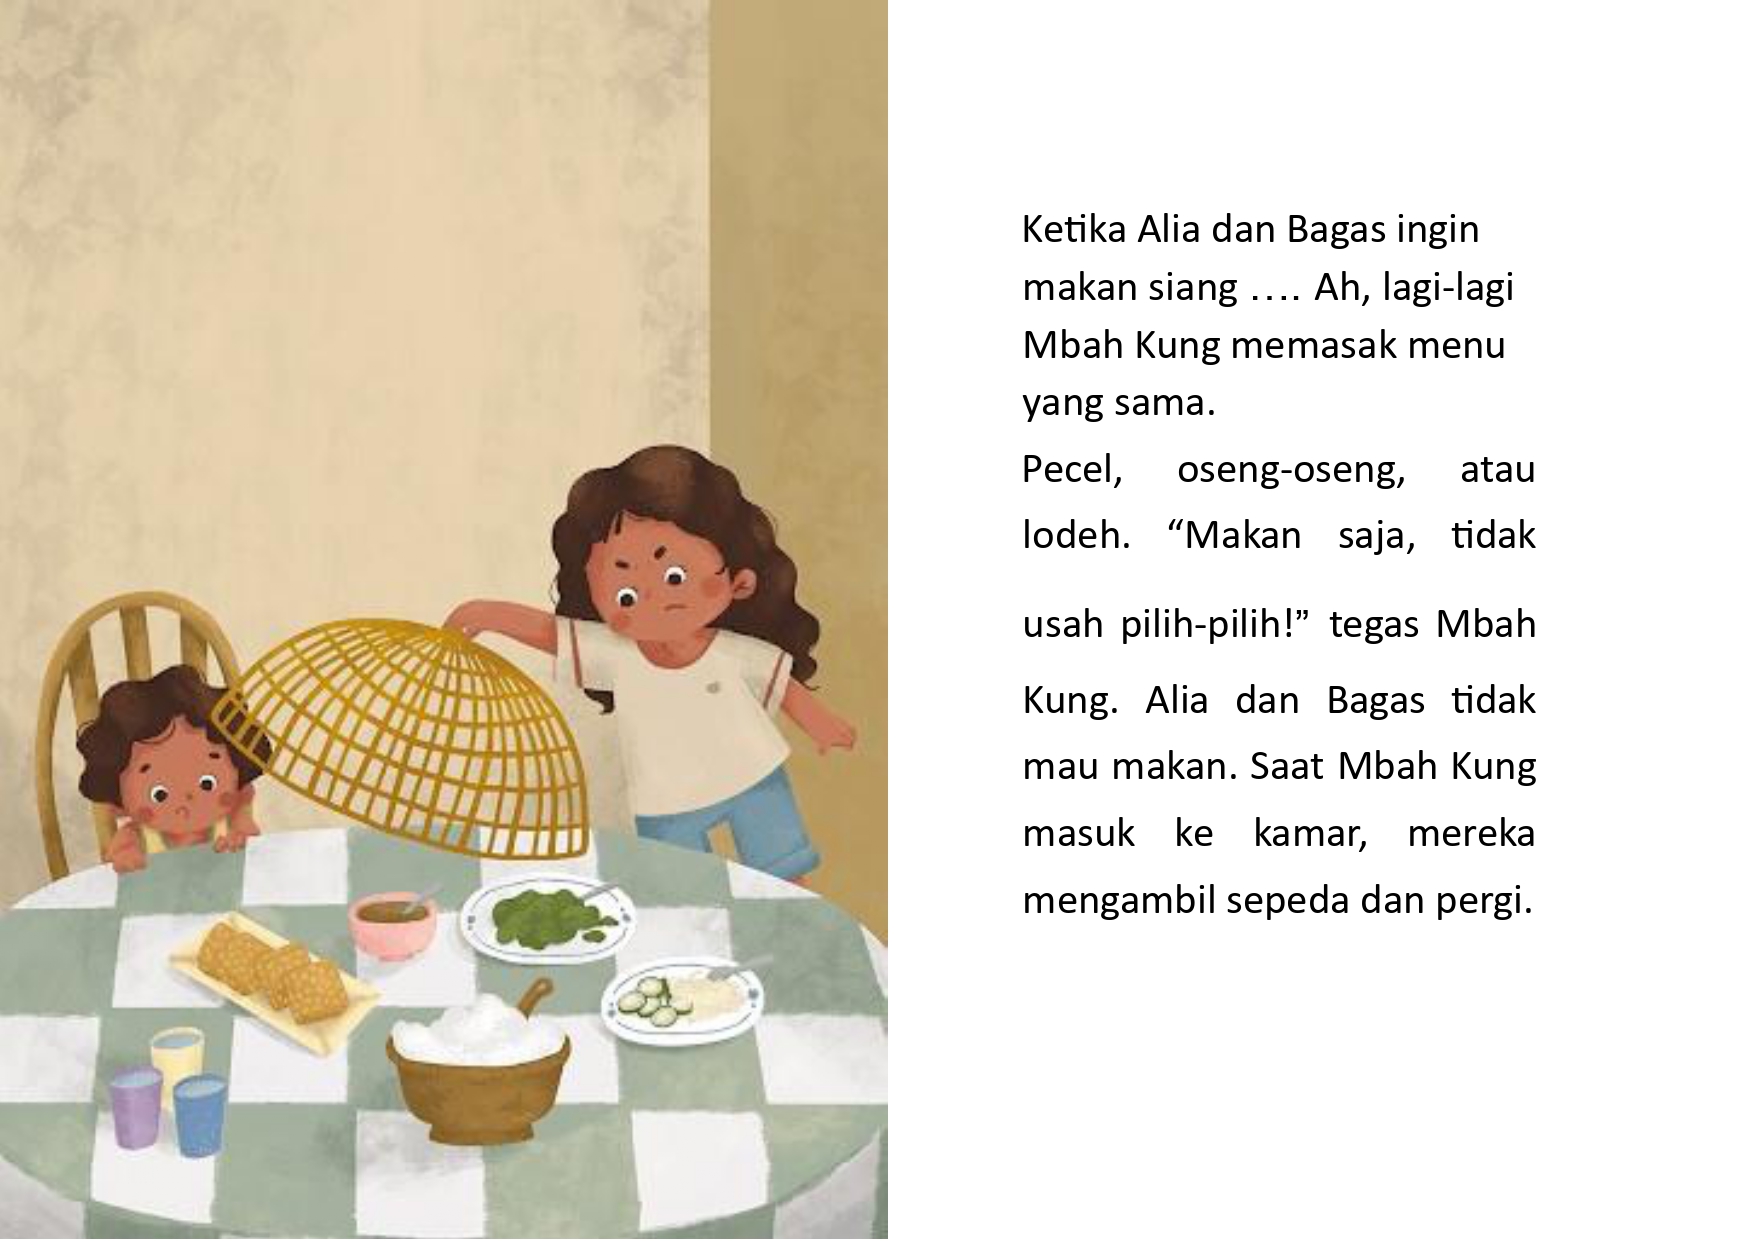 Ketika Alia dan Bagas ingin
makan siang .... Ah, lagi-lagi
Mbah Kung memasak menu
yang sama.
Pecel, oseng-oseng, atau
lodeh. “Makan saja, tidak
usah pilih-pilih!” tegas Mbah
Kung. Alia dan Bagas tidak
mau makan. Saat Mbah Kung
masuk ke kamar, mereka
mengambil sepeda dan pergi.